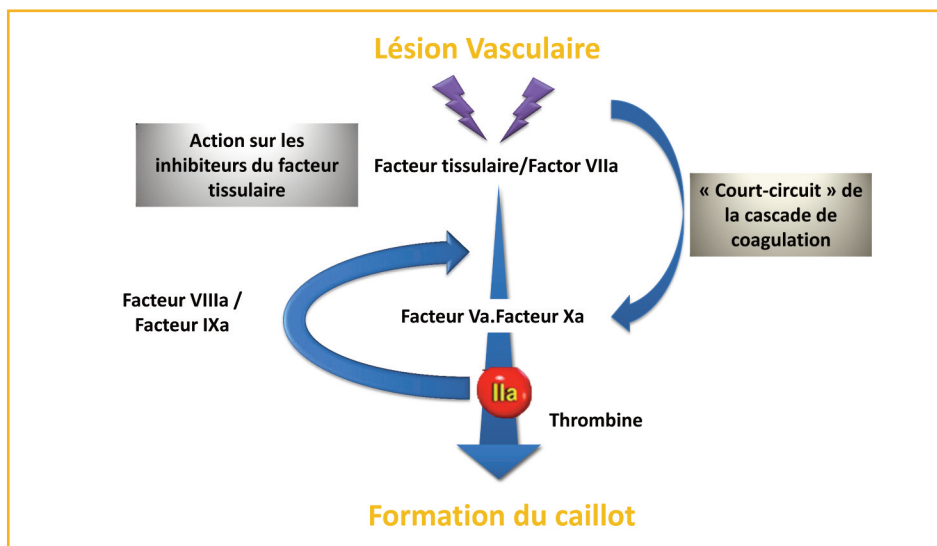 Lésion Vasculaire
Action sur les
inhibiteurs du facteur
tissulaire
Facteur tissulaire/Factor VIIa
« Court-circuit » de
la cascade de
coagulation
Facteur VIIIa /
Facteur IXa
Facteur Va.Facteur Xa
IIa
Thrombine
Formation du caillot